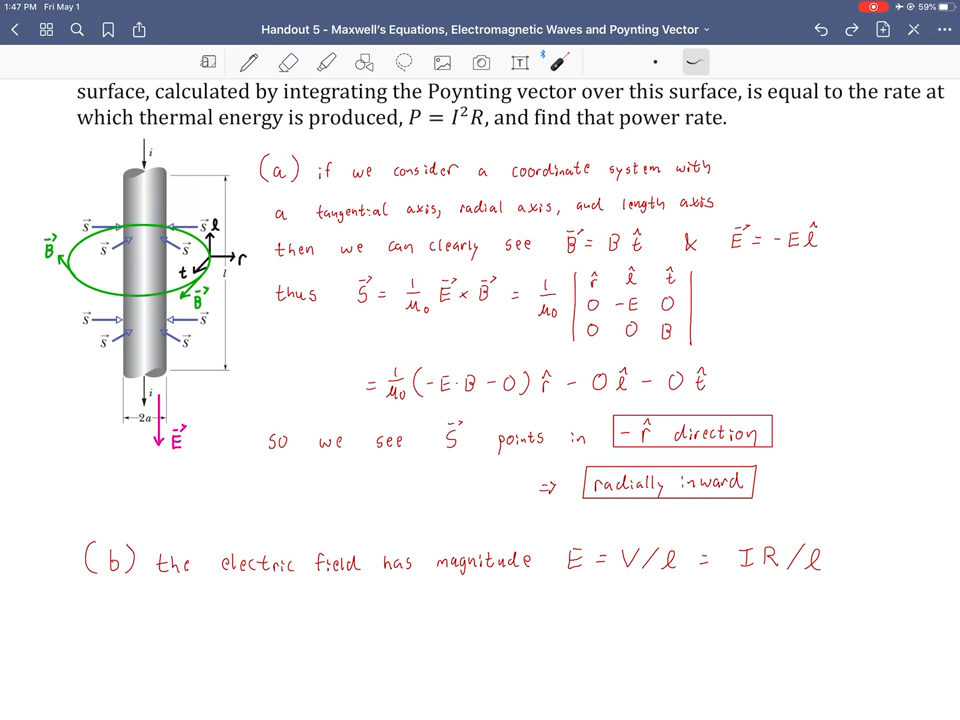 1:47 PM Fri May 1
59%
Handout 5 - Maxwell's Equations, Electromagnetic Waves and Poynting Vector
surface, calculated by integrating the Poynting vector over this surface, is equal to the rate at
which thermal energy is produced, P = I²R, and find that power rate.
(a) if we consider a coordinate system with
a tangential axis, radial axis, and length axis
then we can clearly see B⃗ = B t̂ & E⃗ = -E l̂
thus S⃗ = 1/μ₀ E⃗ × B⃗ = 1/μ₀ | r̂ l̂ t̂ |
| 0 -E 0 |
| 0 0 B |
= 1/μ₀ (-E·B - 0) r̂ - 0 l̂ - 0 t̂
so we see S⃗ points in - r̂ direction
⇒ radially inward
i
S⃗ S⃗ l
B⃗ S⃗ S⃗ r
t l
B⃗
S⃗ S⃗
S⃗ S⃗
i
2a
E⃗
(b) the electric field has magnitude E = V/l = IR/l